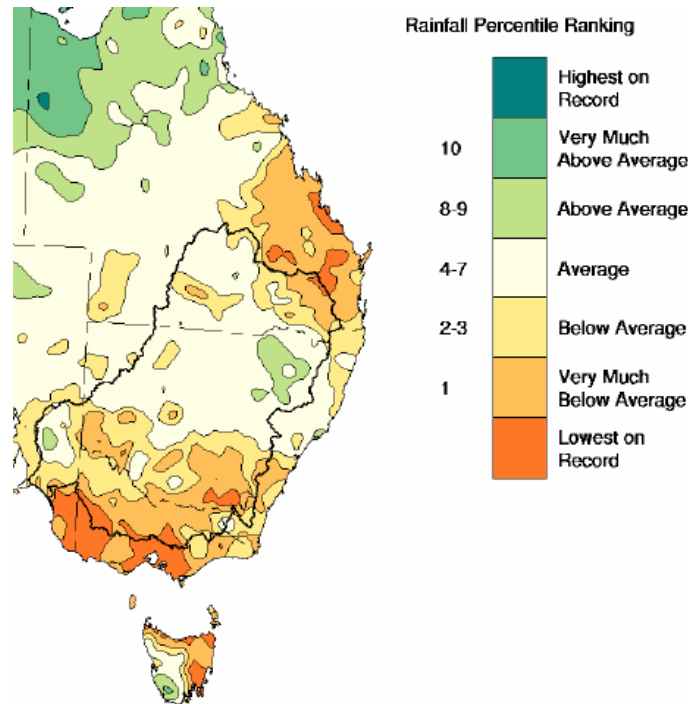 Rainfall Percentile Ranking
Highest on
Record
10
Very Much
Above Average
8-9
Above Average
4-7
Average
2-3
Below Average
1
Very Much
Below Average
Lowest on
Record